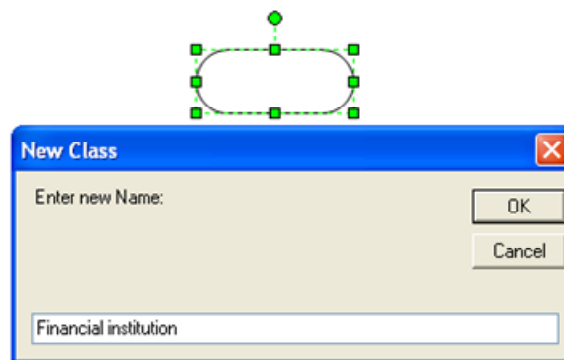 New Class
Enter new Name:
OK
Cancel
Financial institution